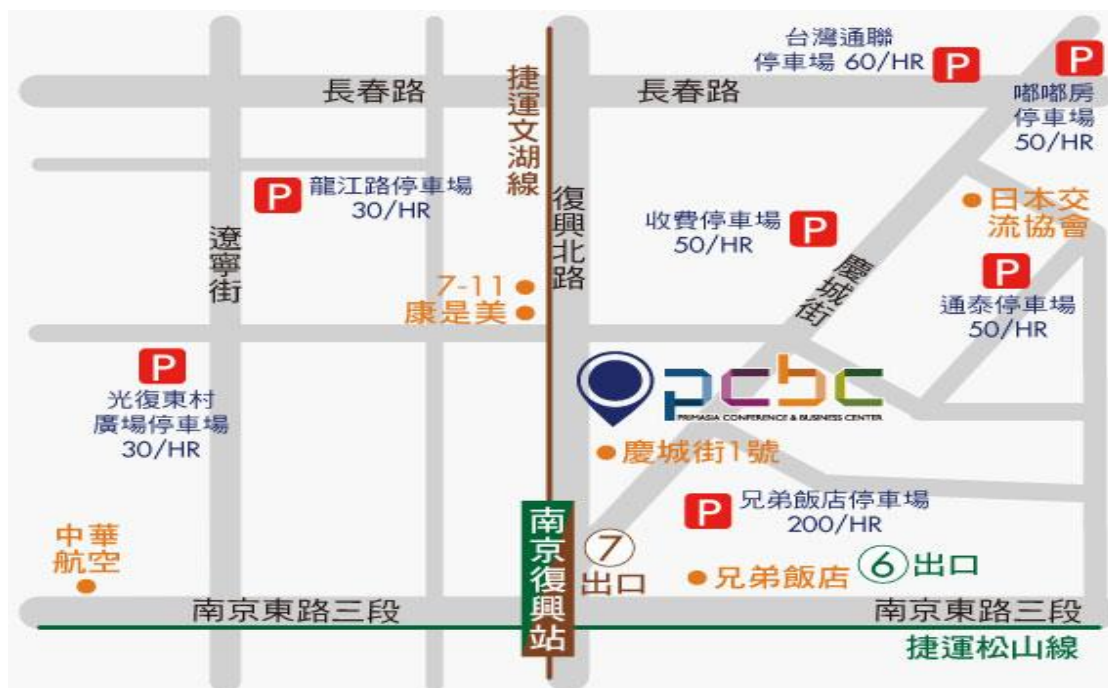 台灣通聯
停車場 60/HR
P
P
嘟嘟房
停車場
50/HR
長春路
長春路
捷運文湖線
P
龍江路停車場
30/HR
復興北路
收費停車場
50/HR
P
日本交
流協會
遼寧街
慶城街
P
通泰停車場
50/HR
7-11
康是美
P
光復東村
廣場停車場
30/HR
pcbc
PRIMASIA CONFERENCE & BUSINESS CENTER
慶城街1號
P
兄弟飯店停車場
200/HR
中華
航空
南京復興站
7
出口
兄弟飯店
6出口
南京東路三段
南京東路三段
捷運松山線